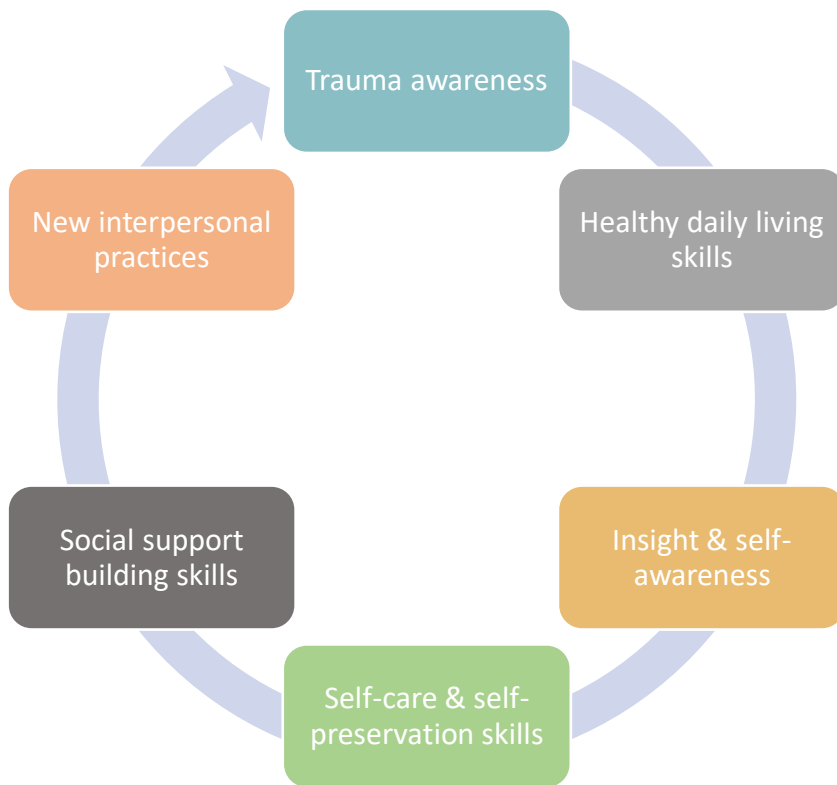 Trauma awareness
Healthy daily living
skills
Insight & self-
awareness
Self-care & self-
preservation skills
Social support
building skills
New interpersonal
practices